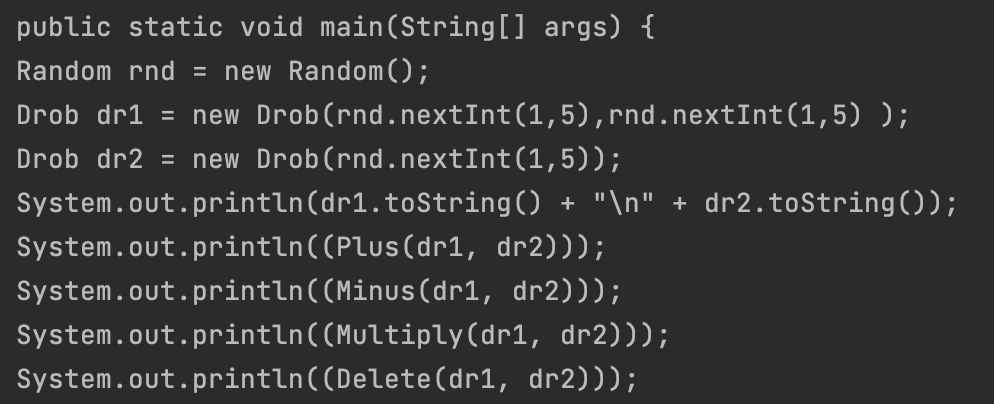 public static void main(String[] args) {
Random rnd = new Random();
Drob dr1 = new Drob(rnd.nextInt(1,5),rnd.nextInt(1,5) );
Drob dr2 = new Drob(rnd.nextInt(1,5));
System.out.println(dr1.toString() + "\n" + dr2.toString());
System.out.println((Plus(dr1, dr2)));
System.out.println((Minus(dr1, dr2)));
System.out.println((Multiply(dr1, dr2)));
System.out.println((Delete(dr1, dr2)));